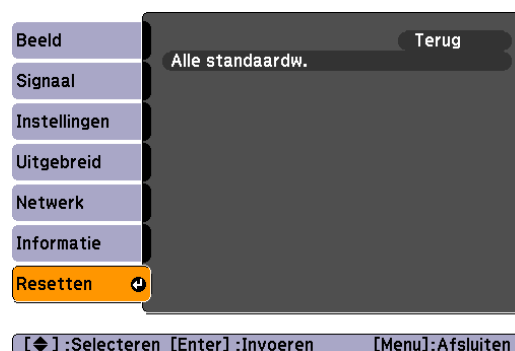 Beeld
Terug
Alle standaardw.
Signaal
Instellingen
Uitgebreid
Netwerk
Informatie
Resetten
[◆] :Selecteren [Enter] :Invoeren [Menu]:Afsluiten